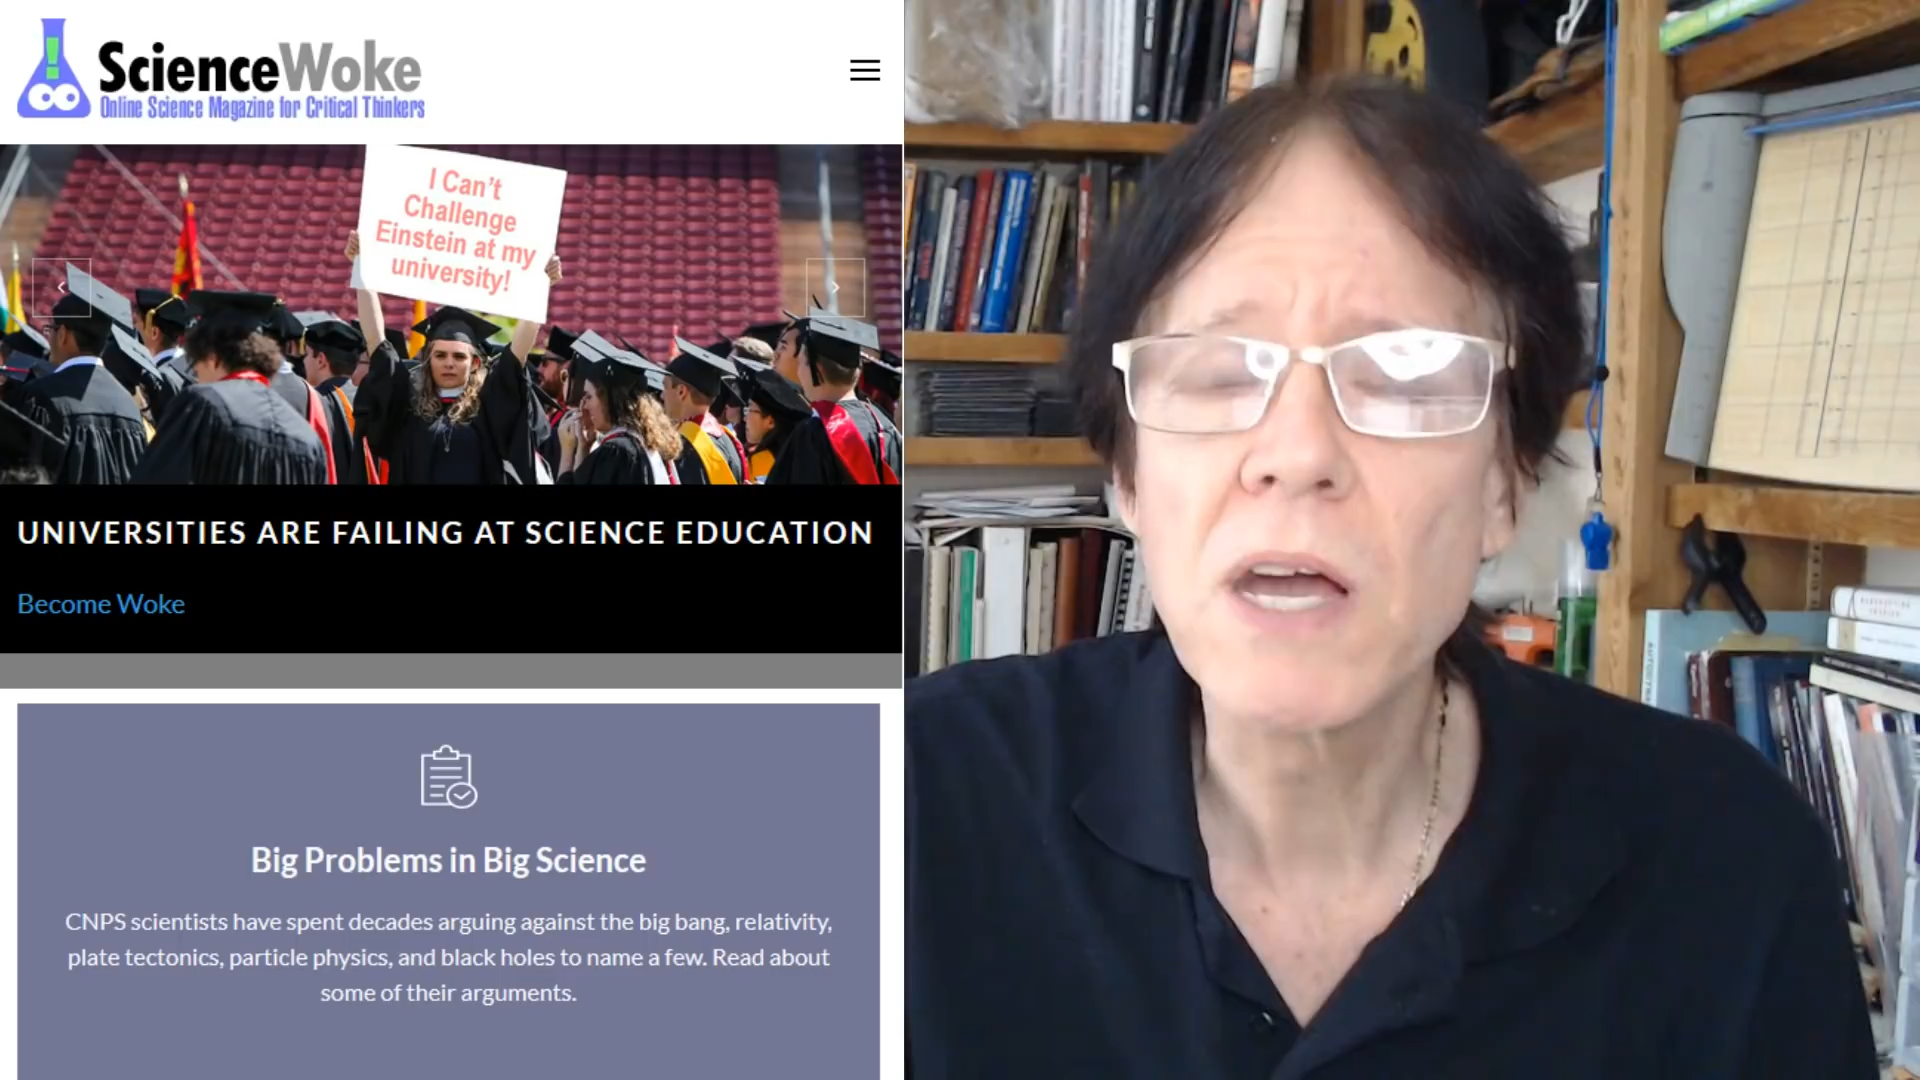 ScienceWoke
Online Science Magazine for Critical Thinkers
I Can't
Challenge
Einstein at my
university!
UNIVERSITIES ARE FAILING AT SCIENCE EDUCATION
Become Woke
Big Problems in Big Science
CNPS scientists have spent decades arguing against the big bang, relativity,
plate tectonics, particle physics, and black holes to name a few. Read about
some of their arguments.